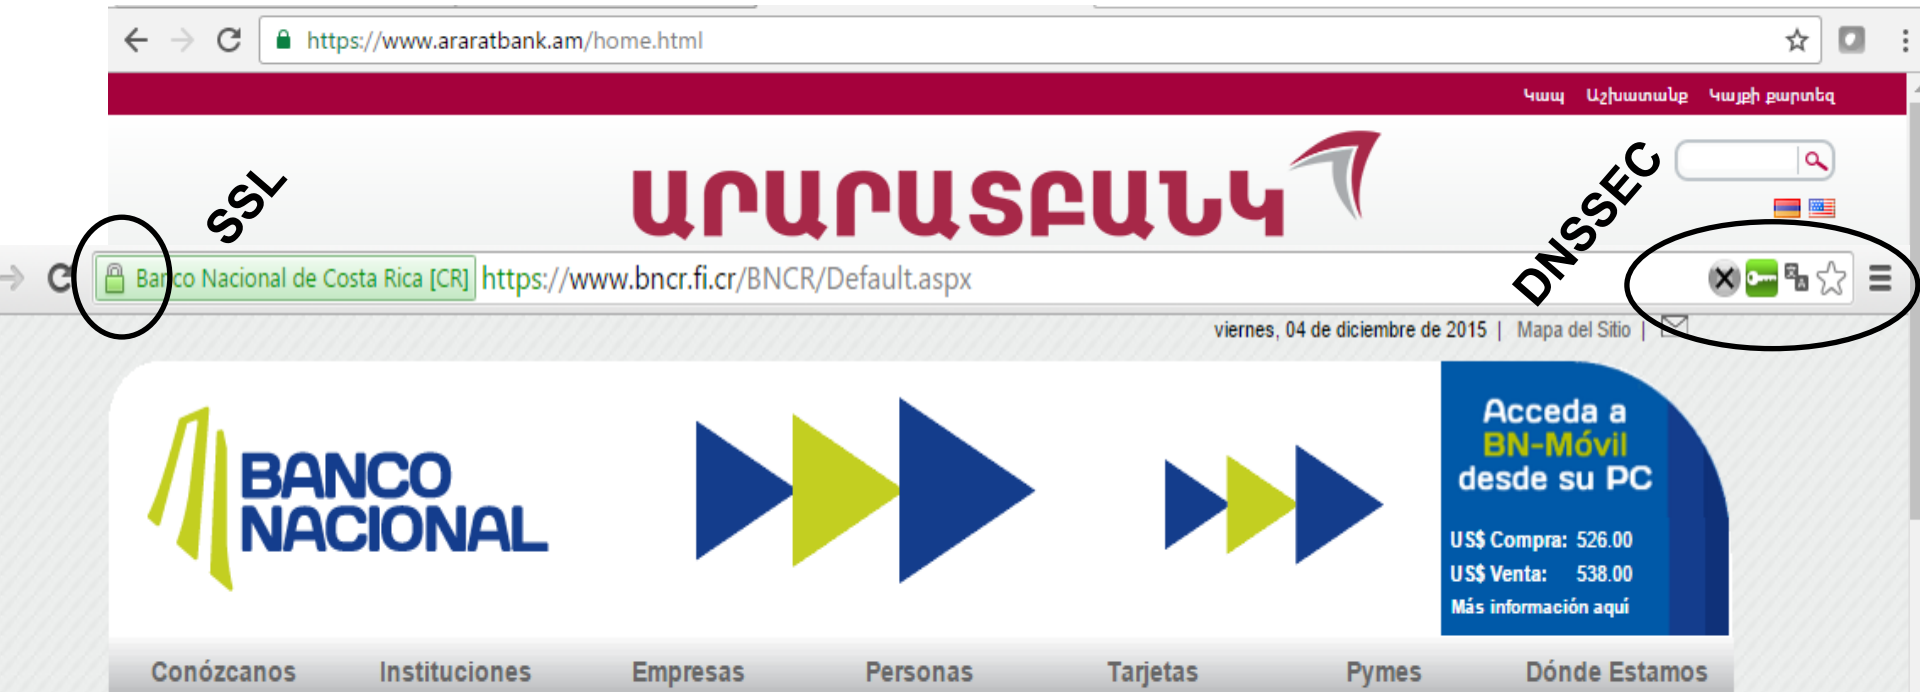 https://www.araratbank.am/home.html
Կապ Աշխատանք Կայքի քարտեզ
ԱՐԱՐԱՏԲԱՆԿ
SSL
DNSSEC
Banco Nacional de Costa Rica [CR] https://www.bncr.fi.cr/BNCR/Default.aspx
viernes, 04 de diciembre de 2015 | Mapa del Sitio |
BANCO
NACIONAL
Acceda a
BN-Móvil
desde su PC
US$ Compra: 526.00
US$ Venta: 538.00
Más información aquí
Conózcanos Instituciones Empresas Personas Tarjetas Pymes Dónde Estamos